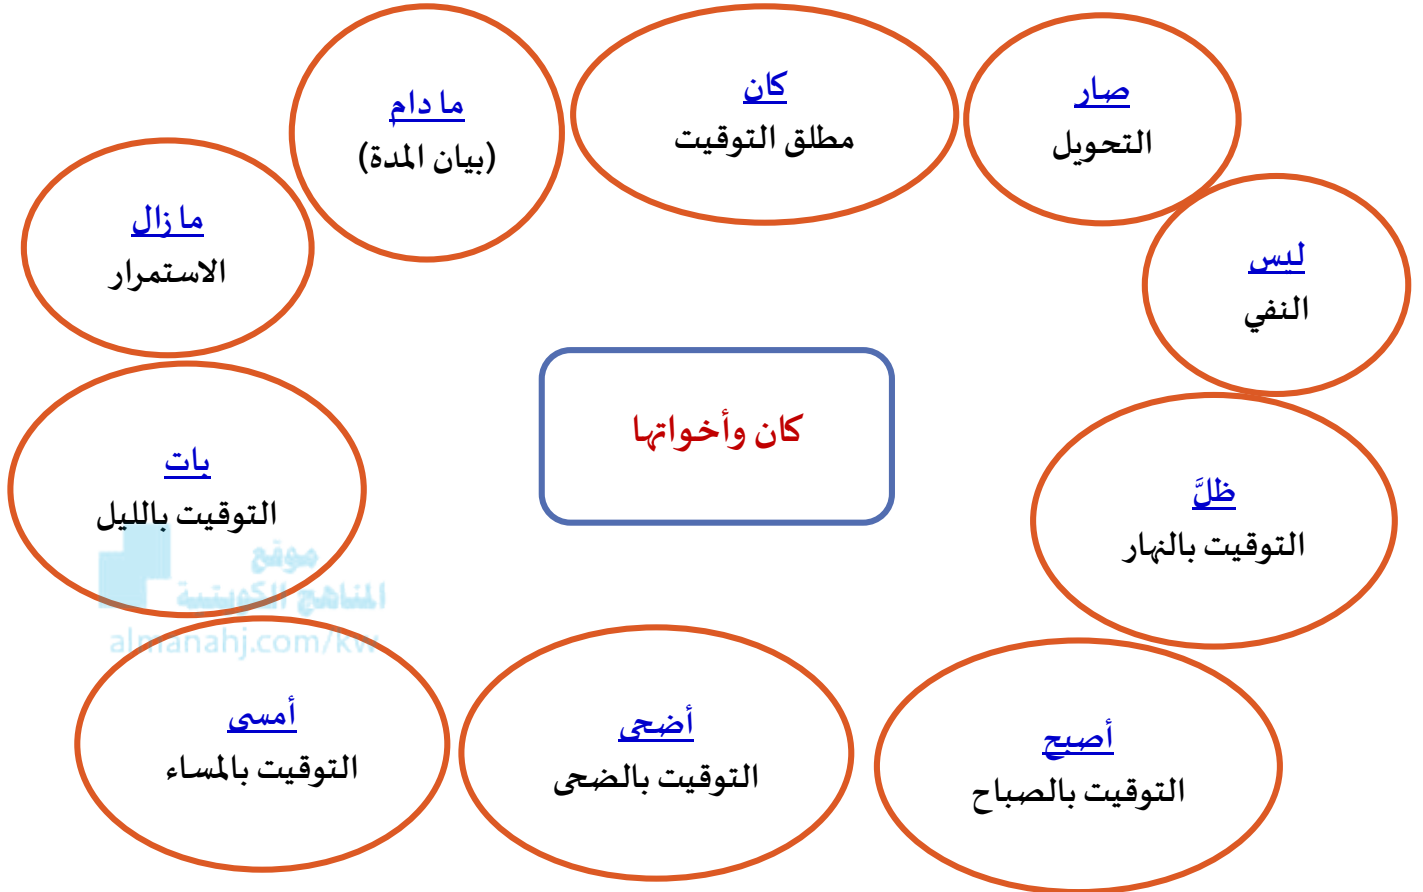 صار
التحويل
كان
مطلق التوقيت
ما دام
(بيان المدة)
ما زال
الاستمرار
ليس
النفي
كان وأخواتها
بات
التوقيت بالليل
ظلَّ
التوقيت بالنهار
موقع
المناهج الكويتية
almanahj.com/kw
أصبح
التوقيت بالصباح
أضحى
التوقيت بالضحى
أمسى
التوقيت بالمساء